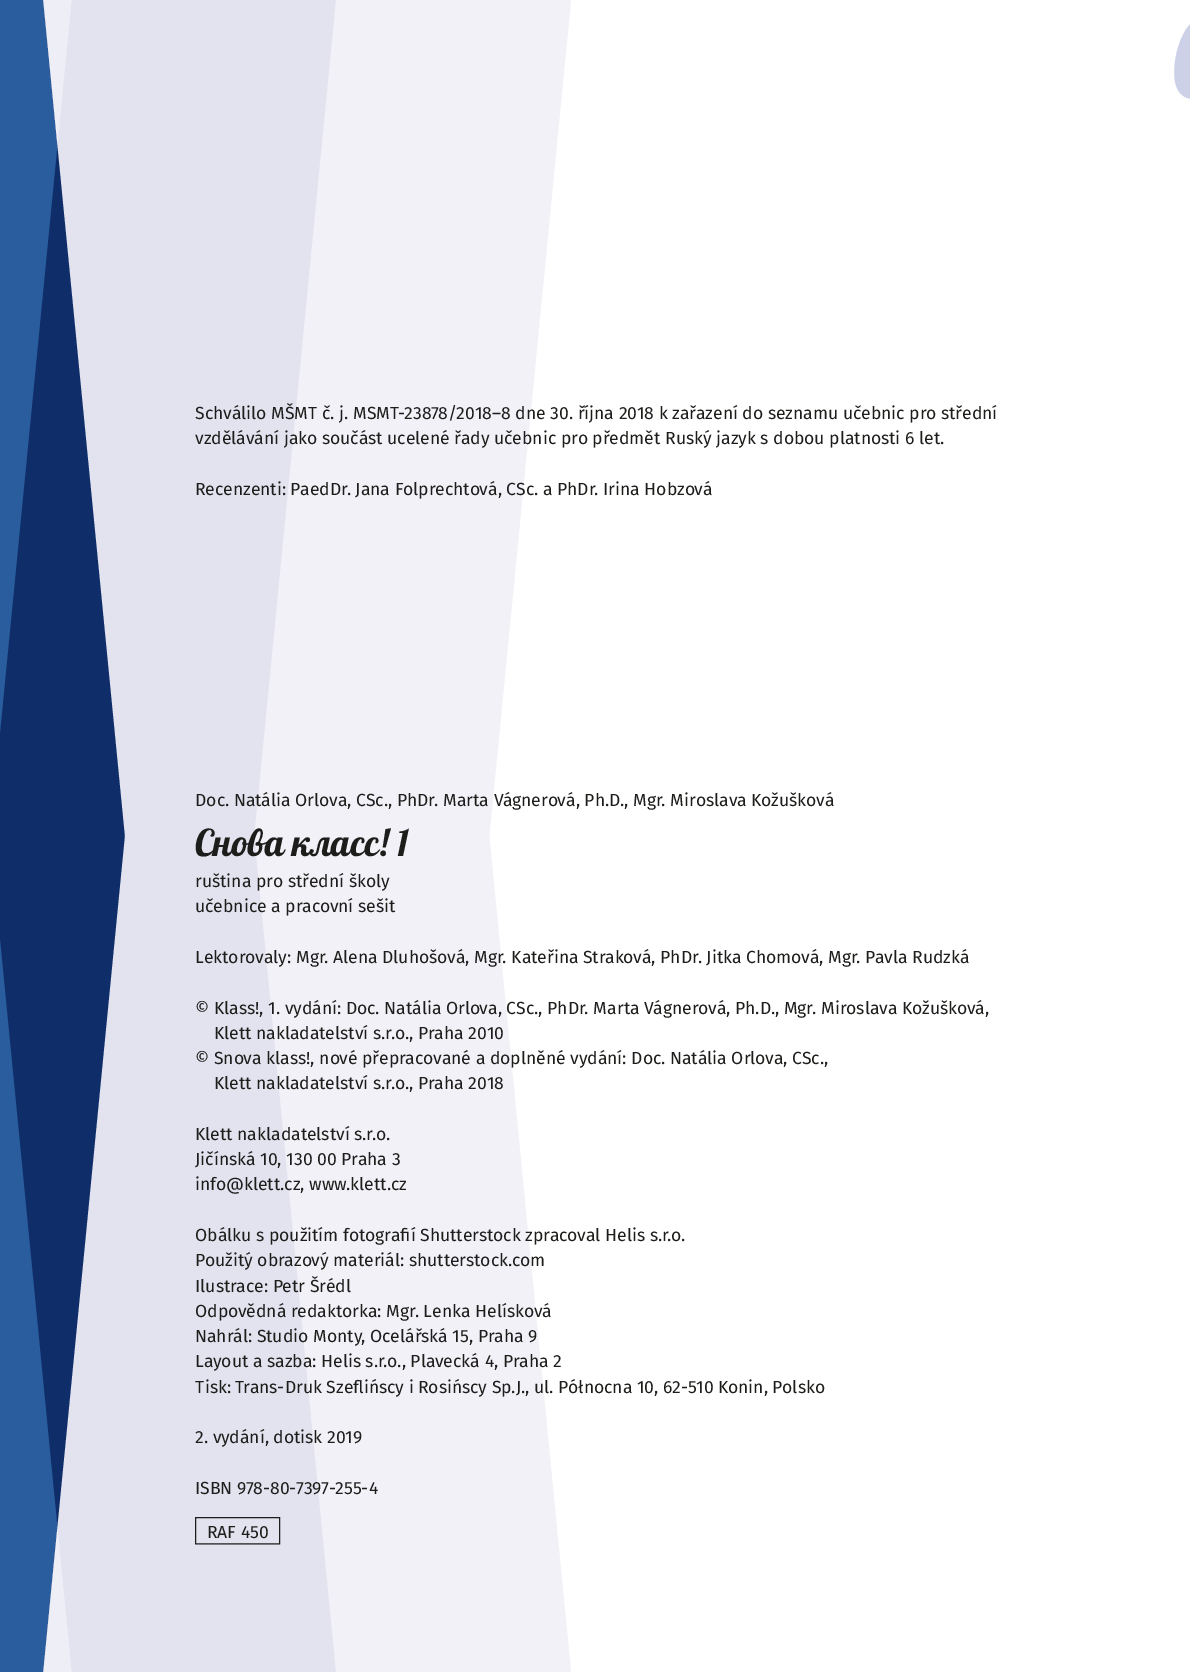 Schválilo MŠMT č. j. MSMT-23878/2018–8 dne 30. října 2018 k zařazení do seznamu učebnic pro střední
vzdělávání jako součást ucelené řady učebnic pro předmět Ruský jazyk s dobou platnosti 6 let.
Recenzenti: PaedDr. Jana Folprechtová, CSc. a PhDr. Irina Hobzová
Doc. Natália Orlova, CSc., PhDr. Marta Vágnerová, Ph.D., Mgr. Miroslava Kožušková
Снова класс! 1
ruština pro střední školy
učebnice a pracovní sešit
Lektorovaly: Mgr. Alena Dluhošová, Mgr. Kateřina Straková, PhDr. Jitka Chomová, Mgr. Pavla Rudzká
© Klass!, 1. vydání: Doc. Natália Orlova, CSc., PhDr. Marta Vágnerová, Ph.D., Mgr. Miroslava Kožušková,
Klett nakladatelství s.r.o., Praha 2010
© Snova klass!, nové přepracované a doplněné vydání: Doc. Natália Orlova, CSc.,
Klett nakladatelství s.r.o., Praha 2018
Klett nakladatelství s.r.o.
Jičínská 10, 130 00 Praha 3
info@klett.cz, www.klett.cz
Obálku s použitím fotografií Shutterstock zpracoval Helis s.r.o.
Použitý obrazový materiál: shutterstock.com
Ilustrace: Petr Šrédl
Odpovědná redaktorka: Mgr. Lenka Helísková
Nahrál: Studio Monty, Ocelářská 15, Praha 9
Layout a sazba: Helis s.r.o., Plavecká 4, Praha 2
Tisk: Trans-Druk Szeflińscy i Rosińscy Sp.J., ul. Północna 10, 62-510 Konin, Polsko
2. vydání, dotisk 2019
ISBN 978-80-7397-255-4
RAF 450